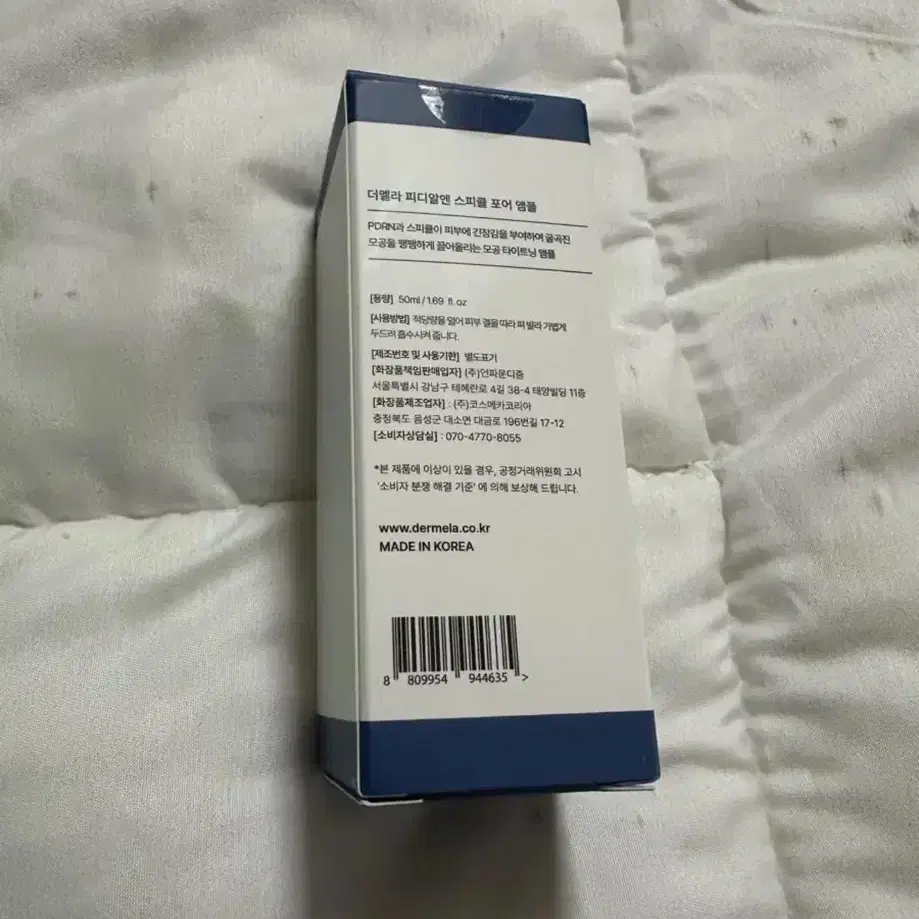 더멜라 피디알엔 스피큘 포어 앰플
PDRN과 스피큘이 피부에 긴장감을 부여하여 굴곡진
모공을 땡땡하게 끌어올리는 모공 타이트닝 앰플
[용량] 50ml / 1.69 fl. oz
[사용방법] 적당량을 덜어 피부 결을 따라 펴 발라 가볍게
두드려 흡수시켜 줍니다.
[제조번호 및 사용기한] 별도표기
[화장품책임판매업자] (주)언파운디줌
서울특별시 강남구 테헤란로 4길 38-4 태양빌딩 11층
[화장품제조업자] : (주)코스메카코리아
충청북도 음성군 대소면 대금로 196번길 17-12
[소비자상담실] : 070-4770-8055
*본 제품에 이상이 있을 경우, 공정거래위원회 고시
'소비자 분쟁 해결 기준' 에 의해 보상해 드립니다.
www.dermela.co.kr
MADE IN KOREA
8 809954 944635 >